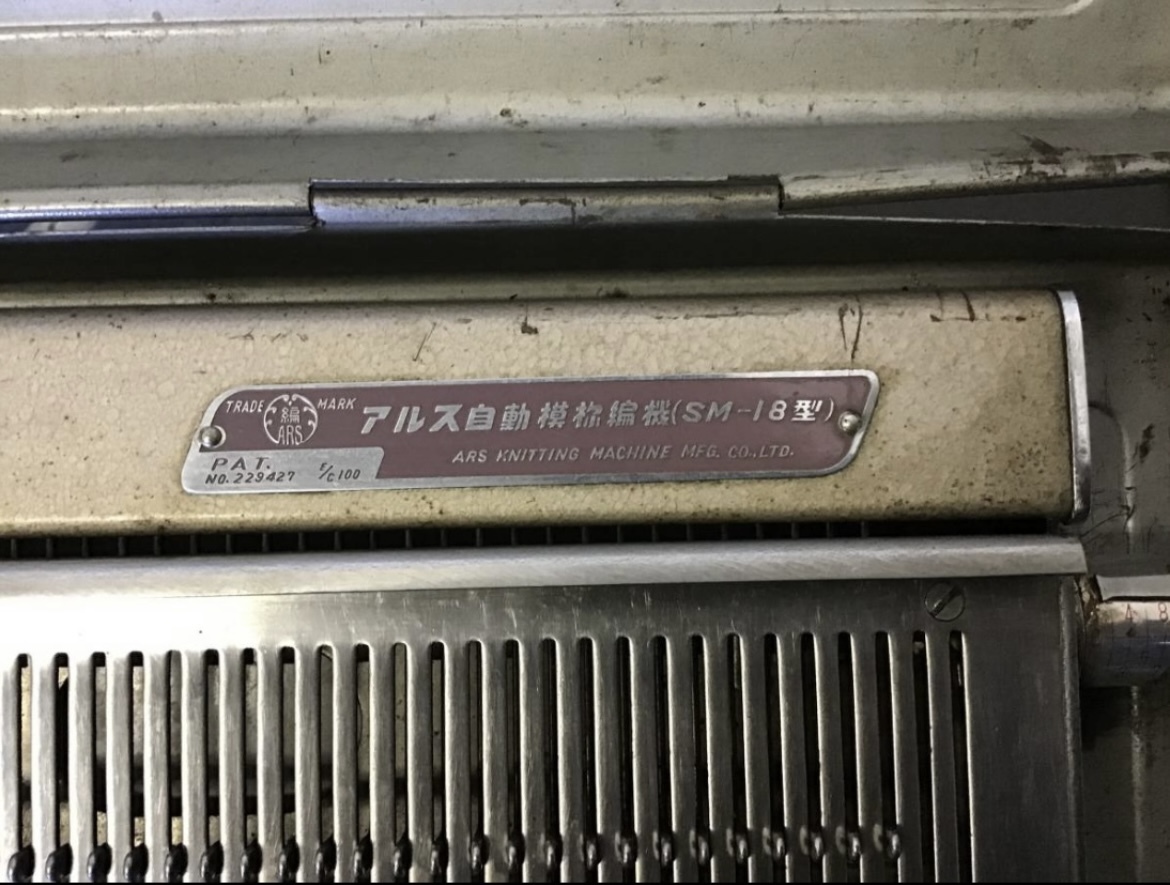 TRADE MARK
編
ARS
アルス自動模様編機(SM-18型)
ARS KNITTING MACHINE MFG. CO.,LTD.
PAT.
NO.229427 F/C100
A B